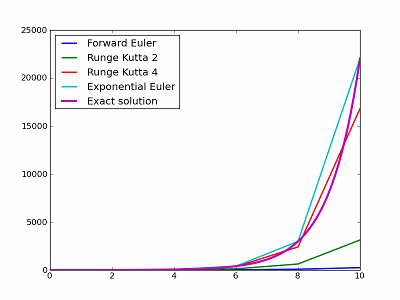 25000
20000
15000
10000
5000
0
0 2 4 6 8 10
Forward Euler
Runge Kutta 2
Runge Kutta 4
Exponential Euler
Exact solution